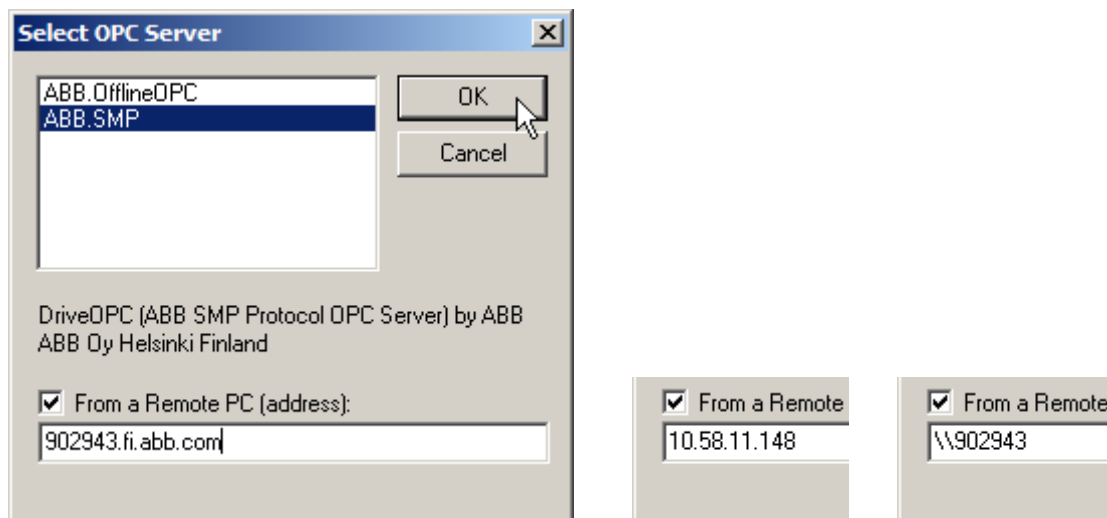 Select OPC Server
ABB.OfflineOPC
ABB.SMP
OK
Cancel
DriveOPC (ABB SMP Protocol OPC Server) by ABB
ABB Oy Helsinki Finland
From a Remote PC (address):
902943.fi.abb.com
From a Remote
10.58.11.148
From a Remote
\\902943